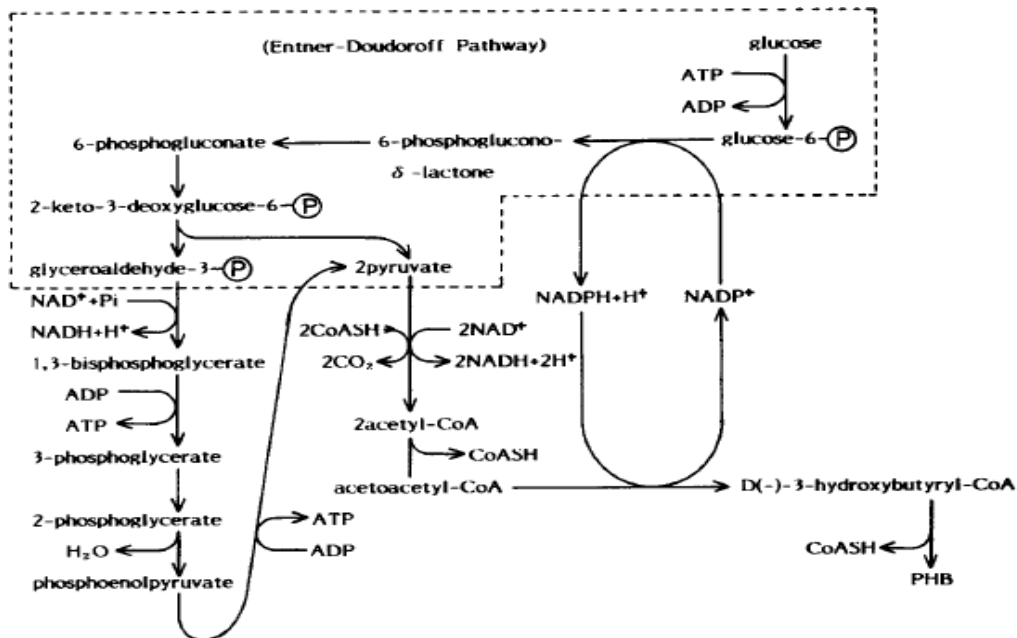 (Entner-Doudoroff Pathway)
glucose
ATP
ADP
6-phosphogluconate
6-phosphoglucono-
δ -lactone
glucose-6-Ⓟ
2-keto-3-deoxyglucose-6-Ⓟ
glyceroaldehyde-3-Ⓟ
2pyruvate
NAD⁺+Pi
NADH+H⁺
NADPH+H⁺
NADP⁺
2CoASH
2NAD⁺
2CO₂
2NADH+2H⁺
1,3-bisphosphoglycerate
ADP
ATP
2acetyl-CoA
CoASH
3-phosphoglycerate
acetoacetyl-CoA
D(-)-3-hydroxybutyryl-CoA
2-phosphoglycerate
ATP
H₂O
ADP
CoASH
phosphoenolpyruvate
PHB